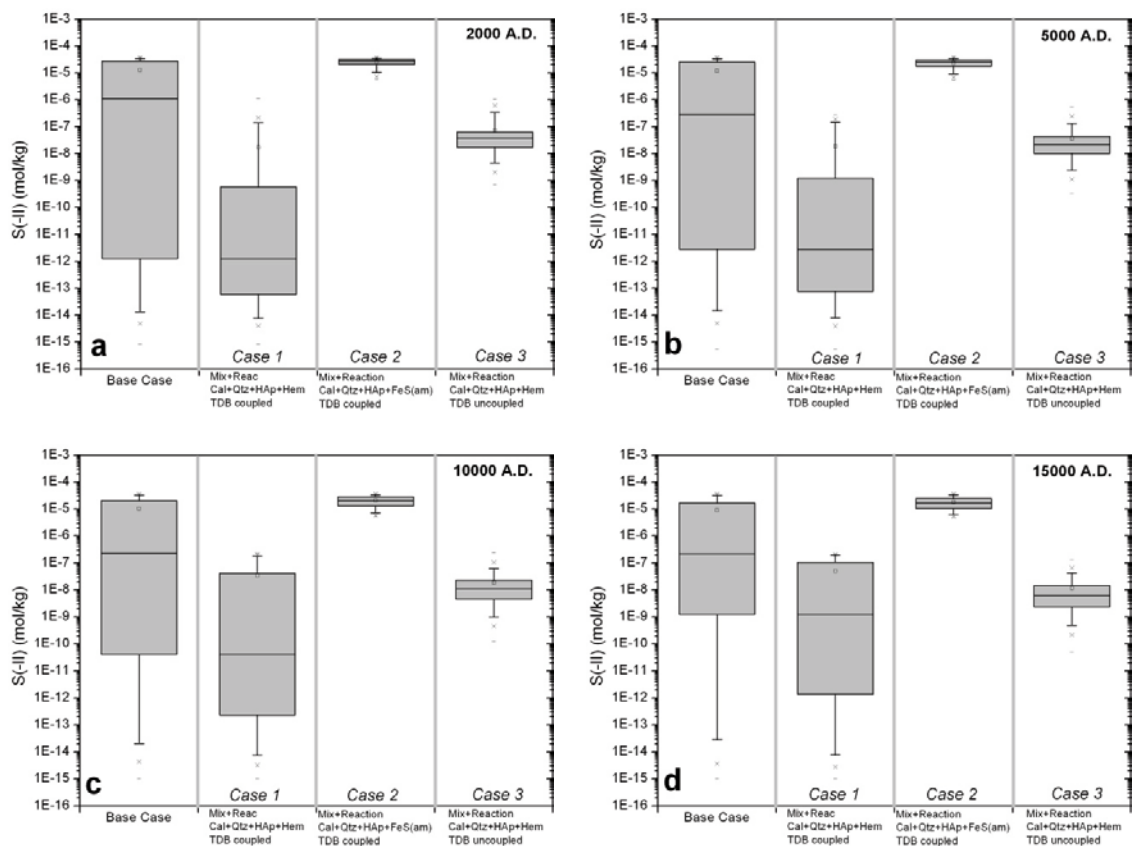 2000 A.D.
1E-3
1E-4
1E-5
1E-6
1E-7
1E-8
1E-9
1E-10
1E-11
1E-12
1E-13
1E-14
1E-15
1E-16
S(-II) (mol/kg)
a
Case 1
Case 2
Case 3
Base Case
Mix+Reac
Cal+Qtz+HAp+Hem
TDB coupled
Mix+Reaction
Cal+Qtz+HAp+FeS(am)
TDB coupled
Mix+Reaction
Cal+Qtz+HAp+Hem
TDB uncoupled
5000 A.D.
1E-3
1E-4
1E-5
1E-6
1E-7
1E-8
1E-9
1E-10
1E-11
1E-12
1E-13
1E-14
1E-15
1E-16
S(-II) (mol/kg)
b
Case 1
Case 2
Case 3
Base Case
Mix+Reac
Cal+Qtz+HAp+Hem
TDB coupled
Mix+Reaction
Cal+Qtz+HAp+FeS(am)
TDB coupled
Mix+Reaction
Cal+Qtz+HAp+Hem
TDB uncoupled
10000 A.D.
1E-3
1E-4
1E-5
1E-6
1E-7
1E-8
1E-9
1E-10
1E-11
1E-12
1E-13
1E-14
1E-15
1E-16
S(-II) (mol/kg)
c
Case 1
Case 2
Case 3
Base Case
Mix+Reac
Cal+Qtz+HAp+Hem
TDB coupled
Mix+Reaction
Cal+Qtz+HAp+FeS(am)
TDB coupled
Mix+Reaction
Cal+Qtz+HAp+Hem
TDB uncoupled
15000 A.D.
1E-3
1E-4
1E-5
1E-6
1E-7
1E-8
1E-9
1E-10
1E-11
1E-12
1E-13
1E-14
1E-15
1E-16
S(-II) (mol/kg)
d
Case 1
Case 2
Case 3
Base Case
Mix+Reac
Cal+Qtz+HAp+Hem
TDB coupled
Mix+Reaction
Cal+Qtz+HAp+FeS(am)
TDB coupled
Mix+Reaction
Cal+Qtz+HAp+Hem
TDB uncoupled